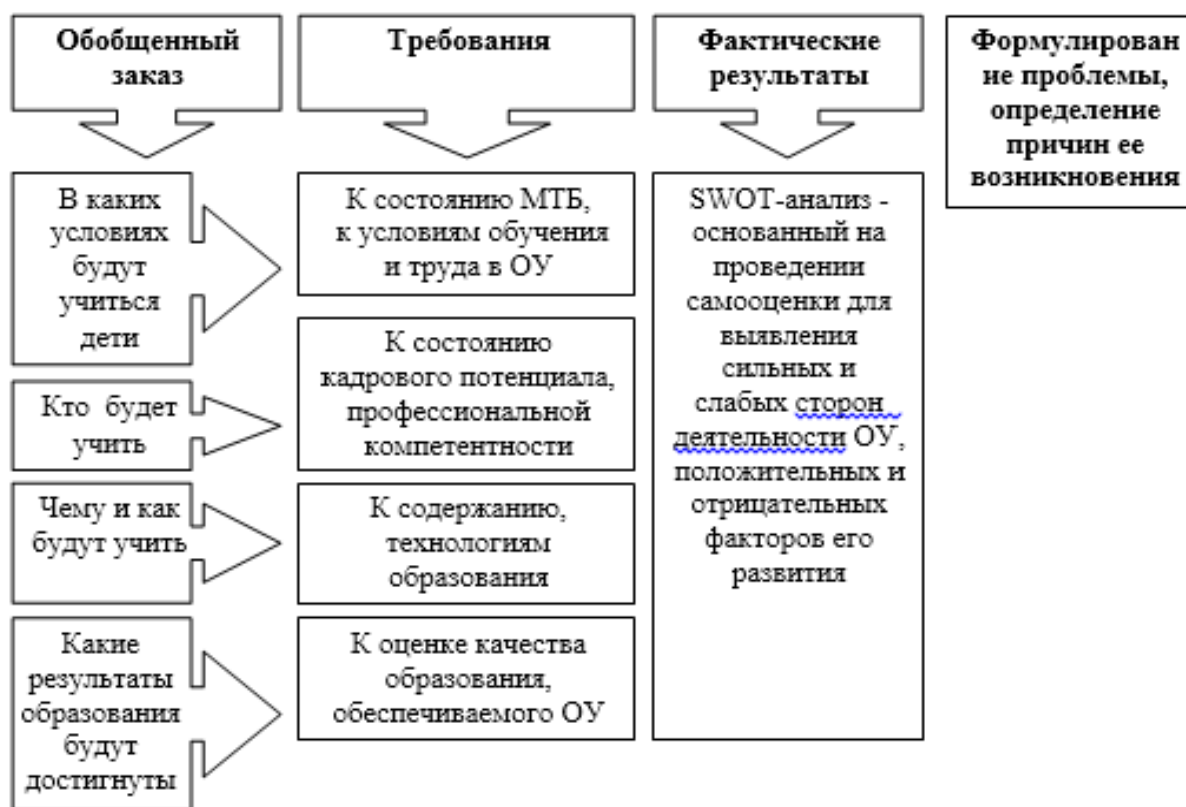 Обобщенный
заказ
Требования
Фактические
результаты
Формулирован
ие проблемы,
определение
причин ее
возникновения
В каких
условиях
будут
учиться
дети
К состоянию МТБ,
к условиям обучения
и труда в ОУ
Кто будет
учить
К состоянию
кадрового потенциала,
профессиональной
компетентности
Чему и как
будут учить
К содержанию,
технологиям
образования
Какие
результаты
образования
будут
достигнуты
К оценке качества
образования,
обеспечиваемого ОУ
SWOT-анализ -
основанный на
проведении
самооценки для
выявления
сильных и
слабых сторон
деятельности ОУ,
положительных и
отрицательных
факторов его
развития